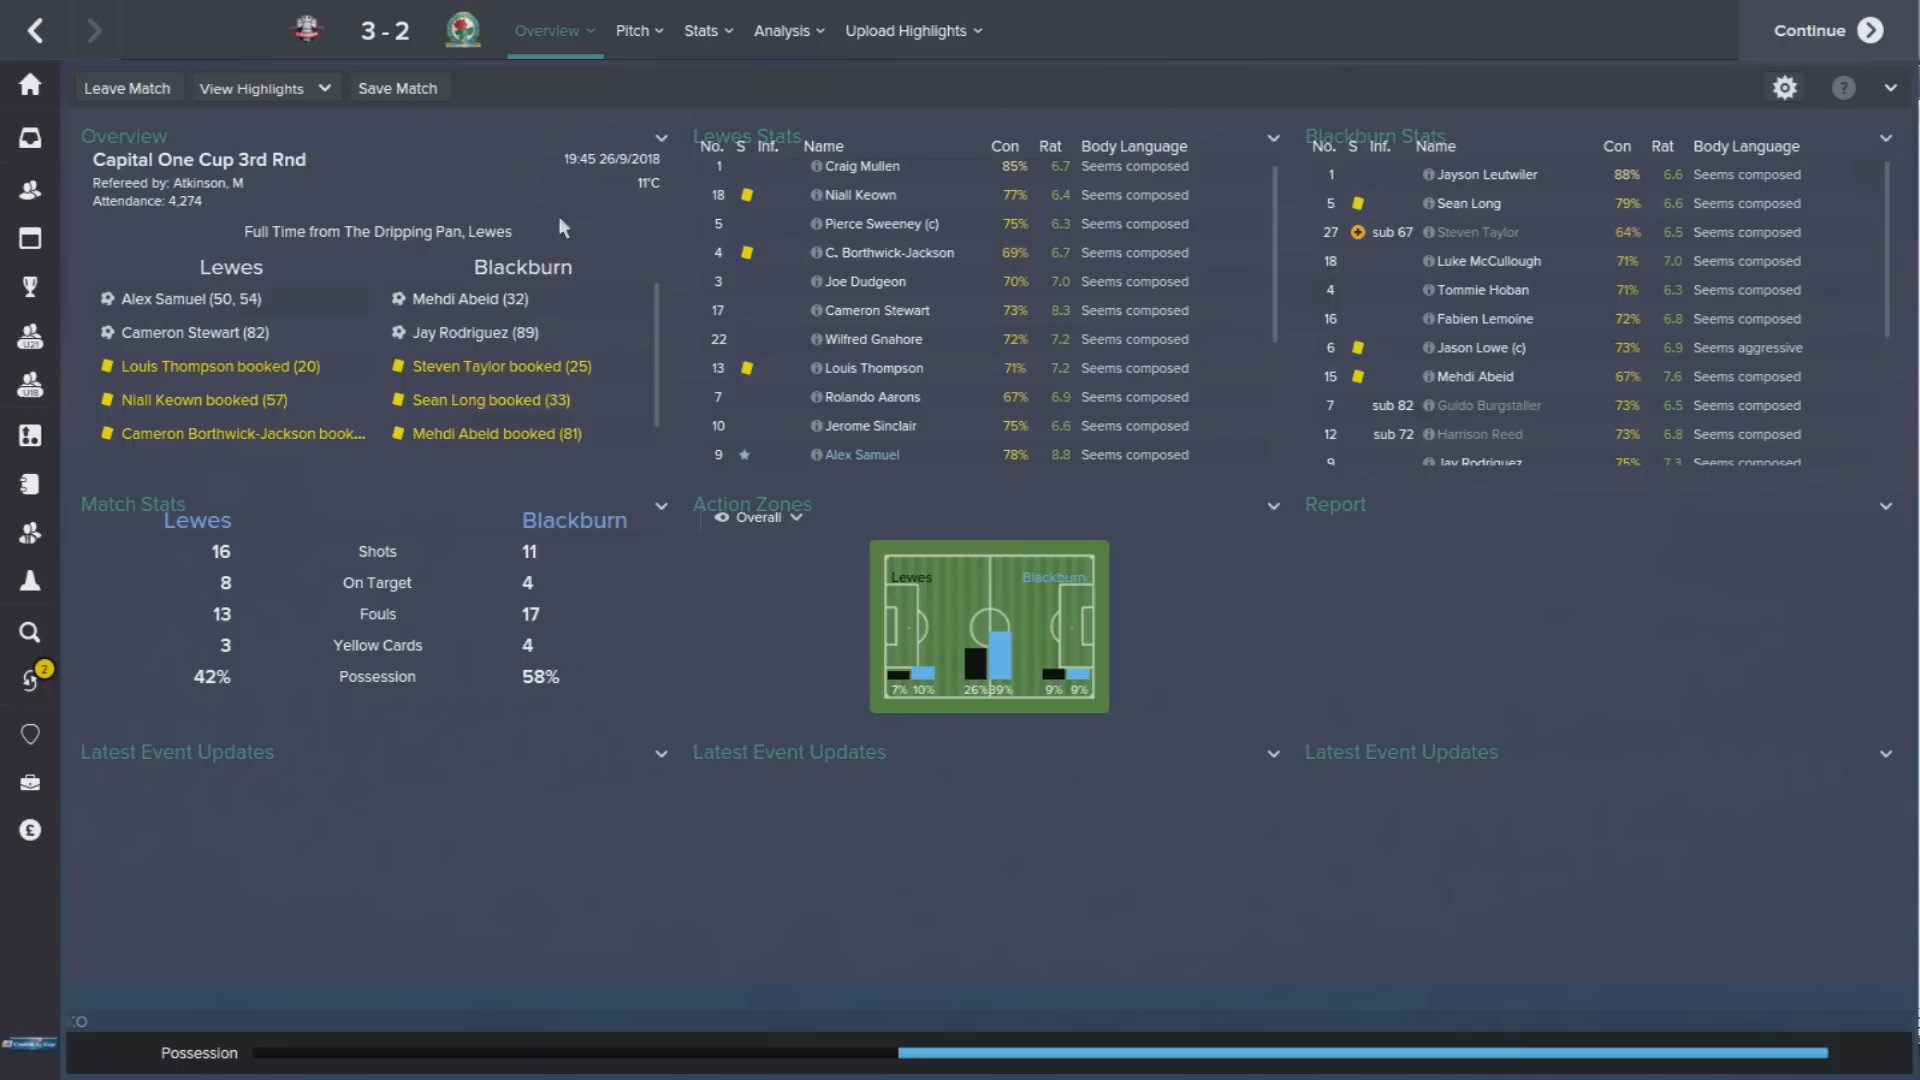 3 - 2
Overview
Pitch
Stats
Analysis
Upload Highlights
Continue
Leave Match
View Highlights
Save Match
?
Overview
Capital One Cup 3rd Rnd
19:45 26/9/2018
Refereed by: Atkinson, M
11°C
Attendance: 4,274
Full Time from The Dripping Pan, Lewes
Lewes Blackburn
Alex Samuel (50, 54) Mehdi Abeid (32)
Cameron Stewart (82) Jay Rodriguez (89)
Louis Thompson booked (20) Steven Taylor booked (25)
Niall Keown booked (57) Sean Long booked (33)
Cameron Borthwick-Jackson book... Mehdi Abeid booked (81)
Lewes Stats
No. S Inf. Name Con Rat Body Language
1 Craig Mullen 85% 6.7 Seems composed
18 Niall Keown 77% 6.4 Seems composed
5 Pierce Sweeney (c) 75% 6.3 Seems composed
4 C. Borthwick-Jackson 69% 6.7 Seems composed
3 Joe Dudgeon 70% 7.0 Seems composed
17 Cameron Stewart 73% 8.3 Seems composed
22 Wilfred Gnahore 72% 7.2 Seems composed
13 Louis Thompson 71% 7.2 Seems composed
7 Rolando Aarons 67% 6.9 Seems composed
10 Jerome Sinclair 75% 6.6 Seems composed
9 Alex Samuel 78% 8.8 Seems composed
Blackburn Stats
No. S Inf. Name Con Rat Body Language
1 Jayson Leutwiler 88% 6.6 Seems composed
5 Sean Long 79% 6.6 Seems composed
27 sub 67 Steven Taylor 64% 6.5 Seems composed
18 Luke McCullough 71% 7.0 Seems composed
4 Tommie Hoban 71% 6.3 Seems composed
16 Fabien Lemoine 72% 6.8 Seems composed
6 Jason Lowe (c) 73% 6.9 Seems aggressive
15 Mehdi Abeid 67% 7.6 Seems composed
7 sub 82 Guido Burgstaller 73% 6.5 Seems composed
12 sub 72 Harrison Reed 73% 6.8 Seems composed
9 Jay Rodriguez 75% 7.3 Seems composed
Match Stats
Lewes Blackburn
16 Shots 11
8 On Target 4
13 Fouls 17
3 Yellow Cards 4
42% Possession 58%
Action Zones
Overall
Lewes Blackburn
7% 10% 26% 39% 9% 9%
Report
Latest Event Updates
Latest Event Updates
Latest Event Updates
U21
U18
2
£
KO
Possession